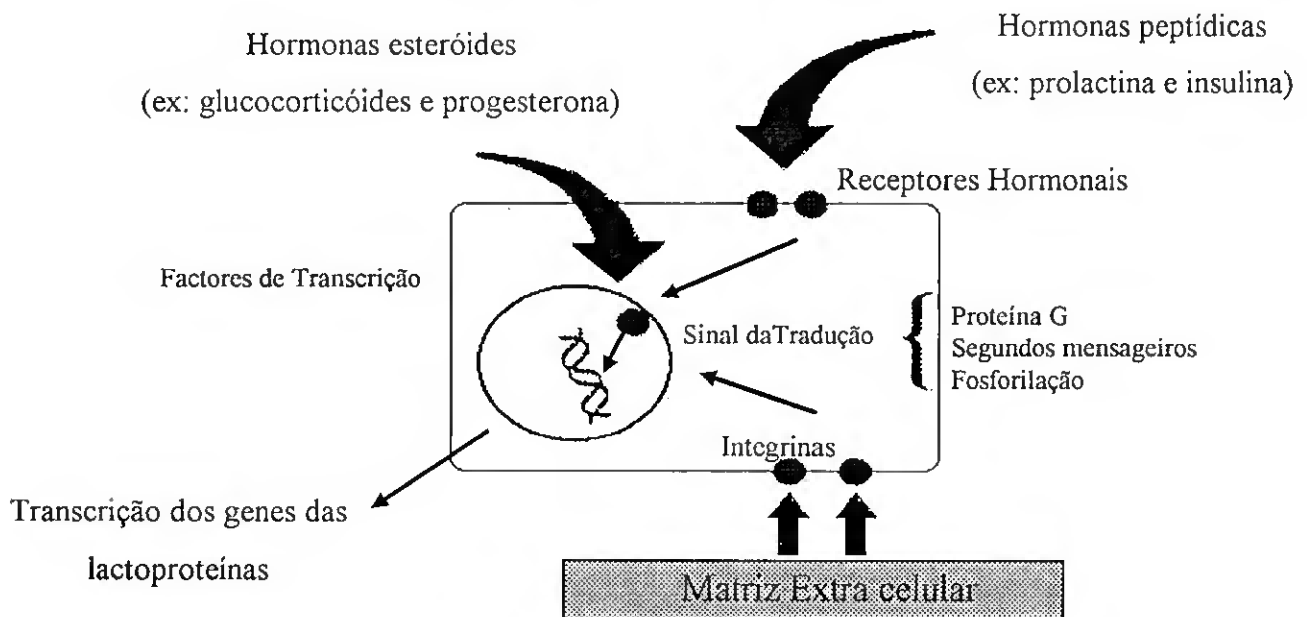 Hormonas esteróides
(ex: glucocorticóides e progesterona)
Hormonas peptídicas
(ex: prolactina e insulina)
Receptores Hormonais
Factores de Transcrição
Sinal daTradução
Proteína G
Segundos mensageiros
Fosforilação
Integrinas
Transcrição dos genes das
lactoproteínas
Matriz Extra celular